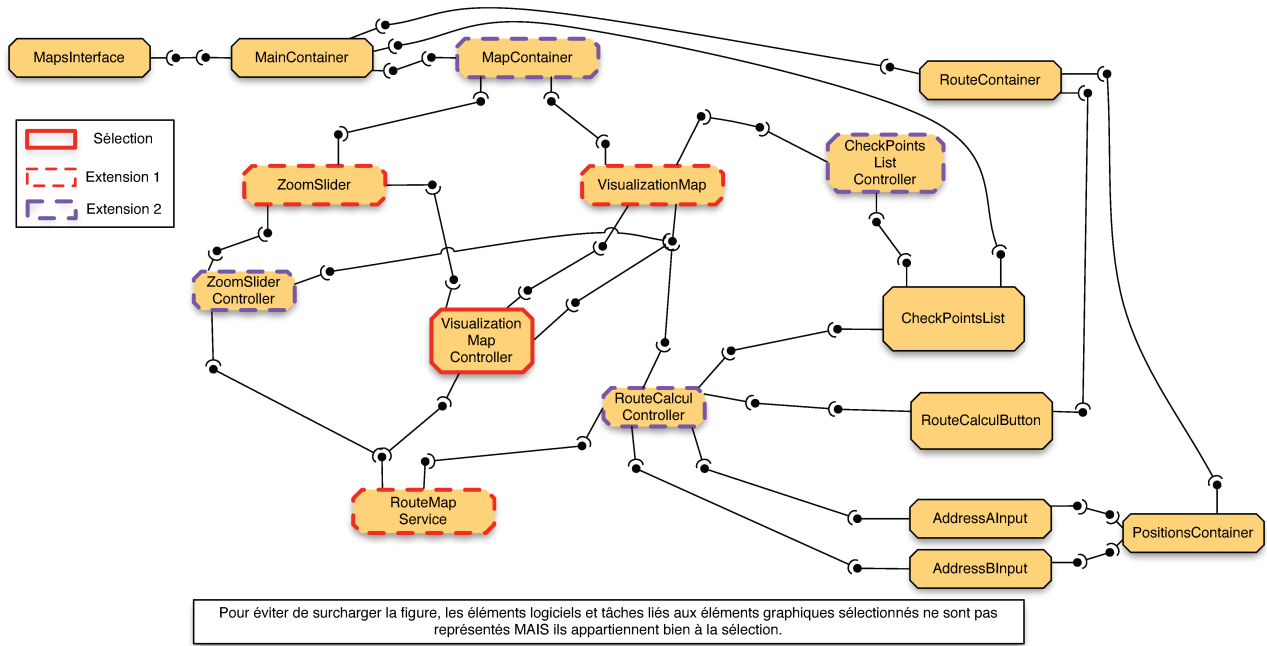 MapsInterface
MainContainer
MapContainer
RouteContainer
Sélection
Extension 1
Extension 2
ZoomSlider
VisualizationMap
CheckPoints
List
Controller
ZoomSlider
Controller
Visualization
Map
Controller
CheckPointsList
RouteCalcul
Controller
RouteCalculButton
RouteMap
Service
AddressAInput
PositionsContainer
AddressBInput
Pour éviter de surcharger la figure, les éléments logiciels et tâches liés aux éléments graphiques sélectionnés ne sont pas
représentés MAIS ils appartiennent bien à la sélection.